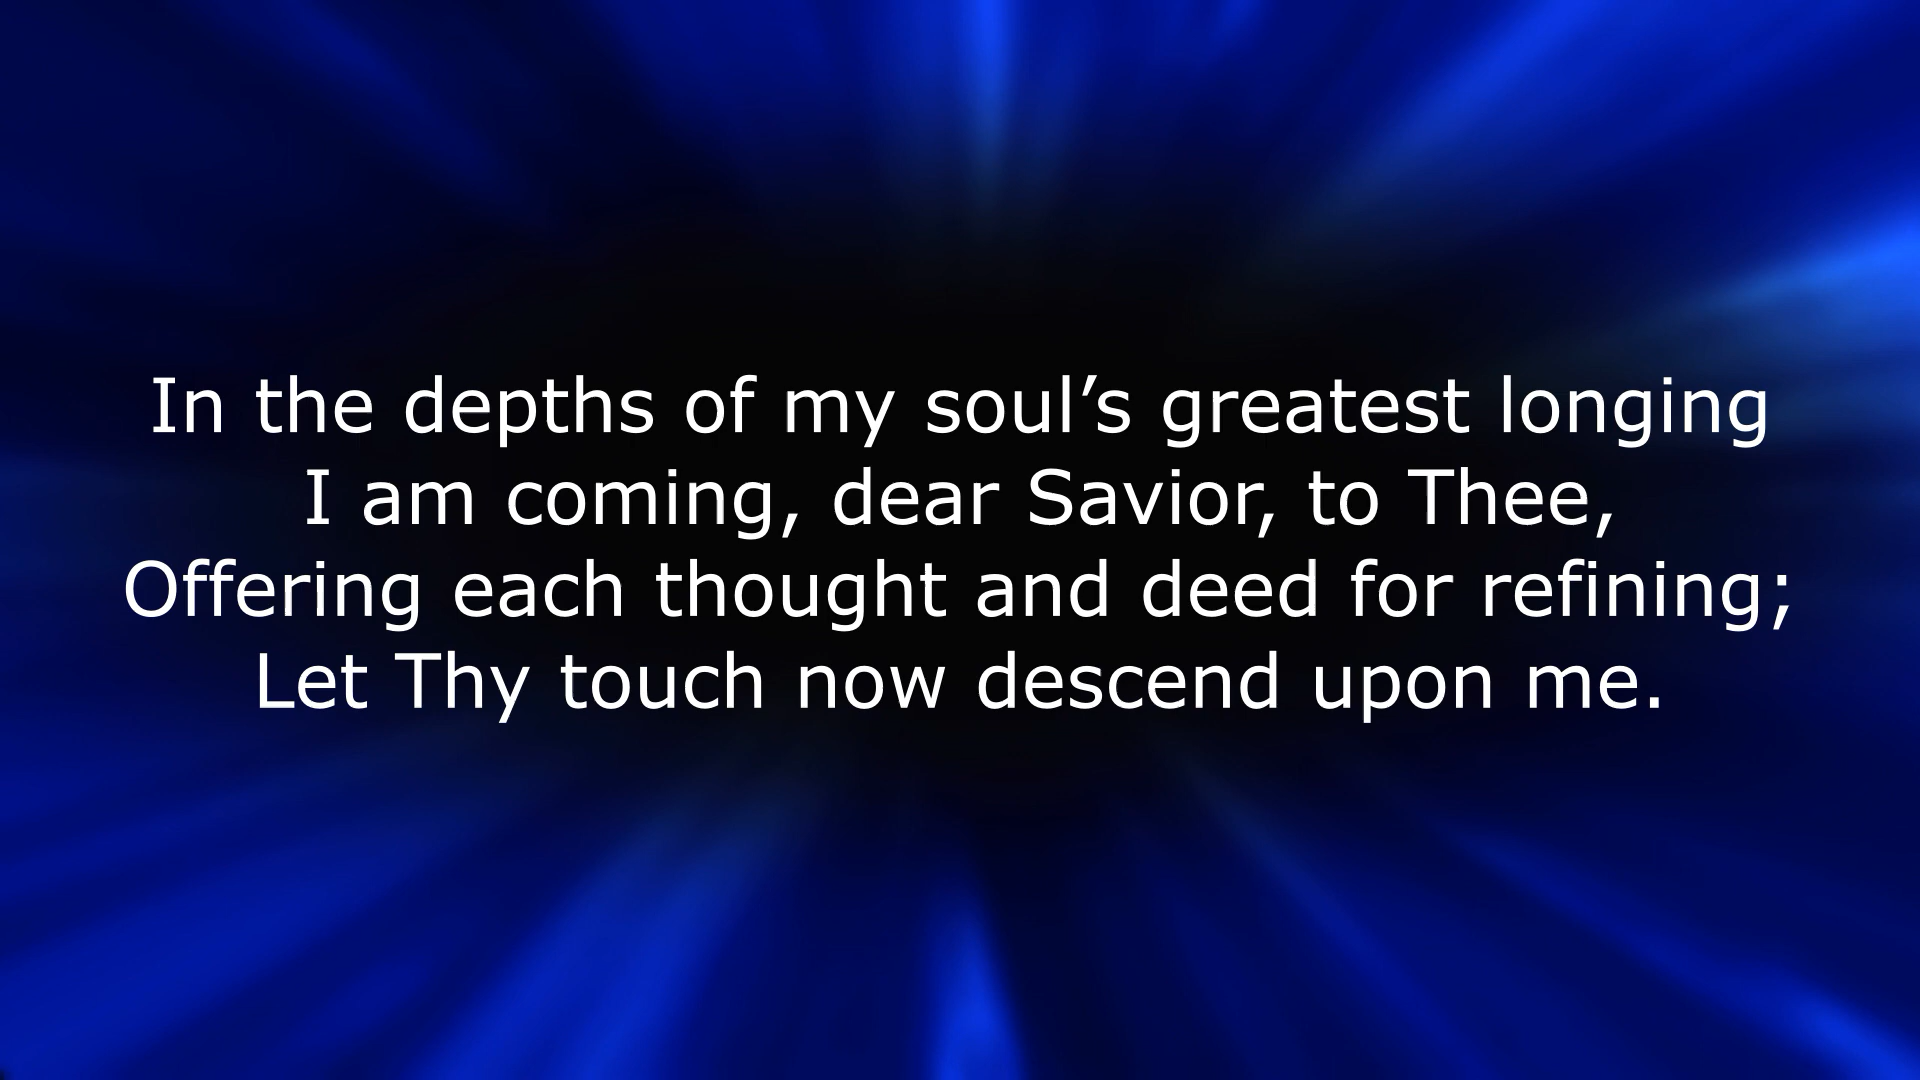 In the depths of my soul’s greatest longing
I am coming, dear Savior, to Thee,
Offering each thought and deed for refining;
Let Thy touch now descend upon me.